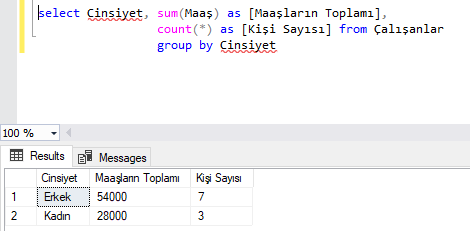 select Cinsiyet, sum(Maaş) as [Maaşların Toplamı],
count(*) as [Kişi Sayısı] from Çalışanlar
group by Cinsiyet
100 %
Results Messages
Cinsiyet Maaşların Toplamı Kişi Sayısı
1 Erkek 54000 7
2 Kadın 28000 3